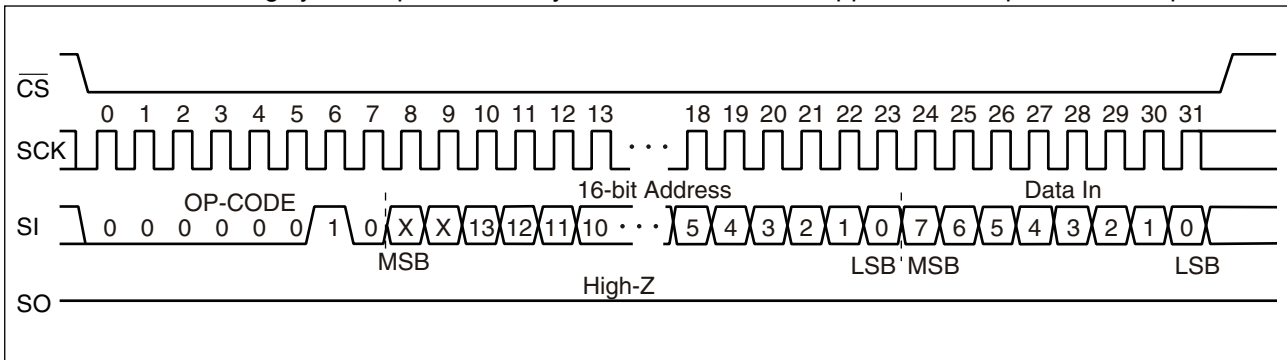 CS
0 1 2 3 4 5 6 7 8 9 10 11 12 13 18 19 20 21 22 23 24 25 26 27 28 29 30 31
SCK · · ·
OP-CODE 16-bit Address Data In
SI 0 0 0 0 0 0 1 0 X X 13 12 11 10 · · · 5 4 3 2 1 0 7 6 5 4 3 2 1 0
MSB LSB MSB LSB
High-Z
SO